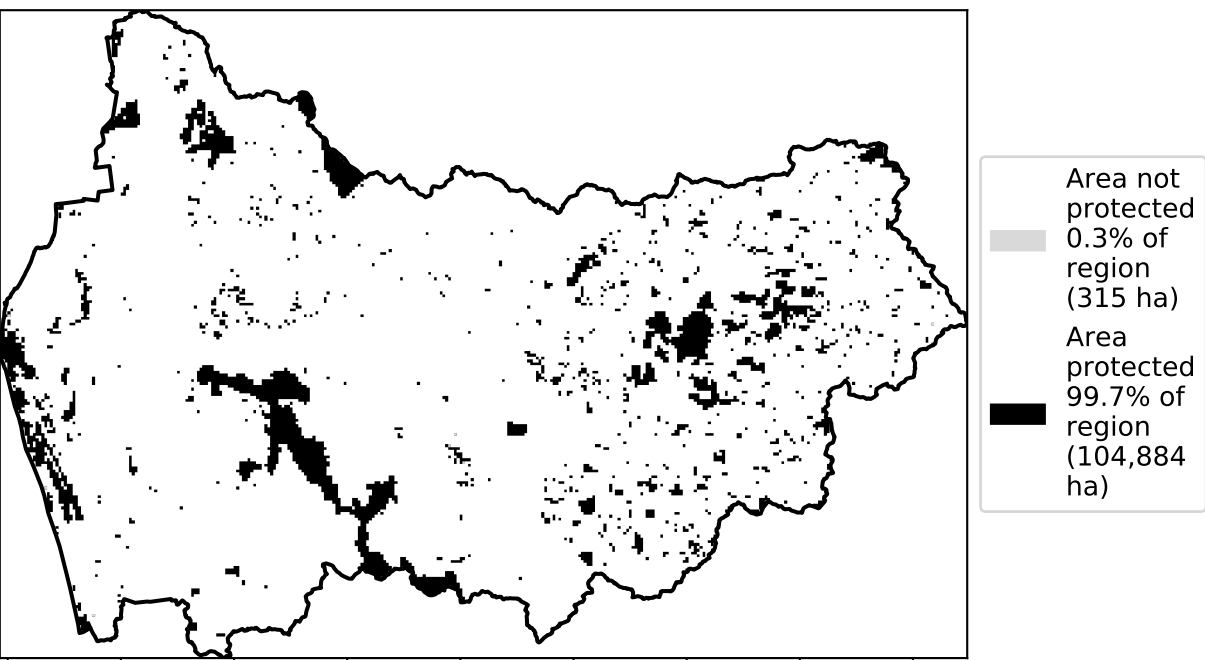 Area not
protected
0.3% of
region
(315 ha)
Area
protected
99.7% of
region
(104,884
ha)